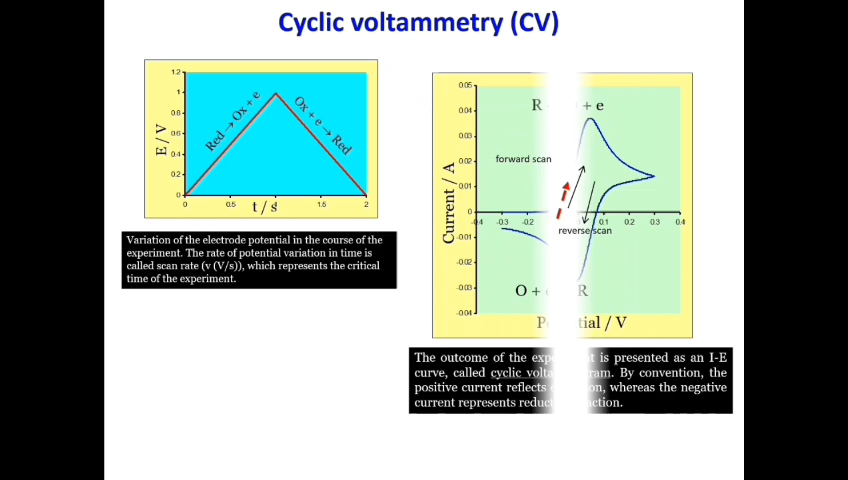 Cyclic voltammetry (CV)
1.2
1
0.8
0.6
0.4
0.2
0
0 0.5 1 1.5 2
E / V
t / s
Red → Ox + e
Ox + e → Red
Variation of the electrode potential in the course of the
experiment. The rate of potential variation in time is
called scan rate (v (V/s)), which represents the critical
time of the experiment.
0.05
0.04
0.03
0.02
0.01
0
-0.01
-0.02
-0.03
-0.04
-0.4 -0.3 -0.2 0.1 0.2 0.3 0.4
Current / A
R + e
forward scan
reverse scan
O + R
P tial / V
The outcome of the exp t is presented as an I-E
curve, called cyclic volta ram. By convention, the
positive current reflects on, whereas the negative
current represents reduct action.